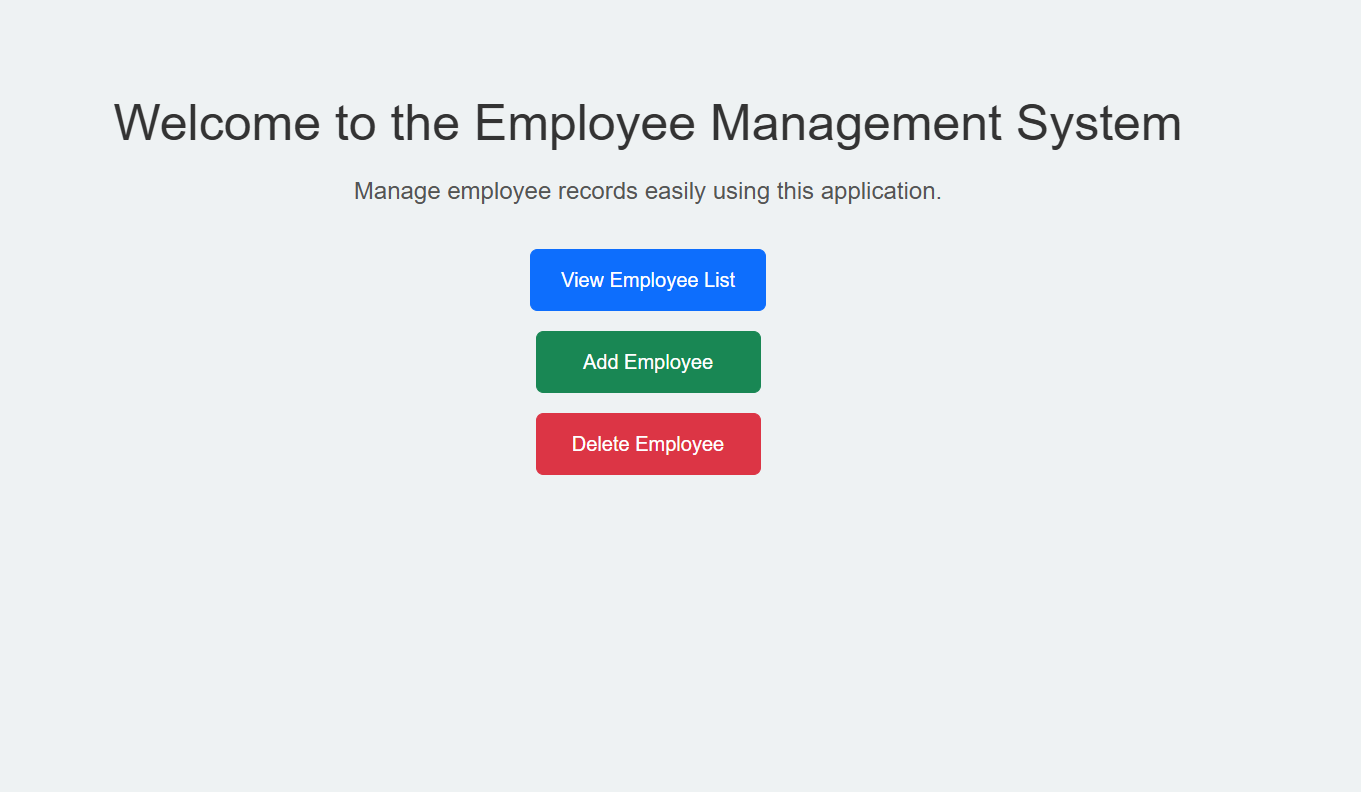 Welcome to the Employee Management System
Manage employee records easily using this application.
View Employee List
Add Employee
Delete Employee